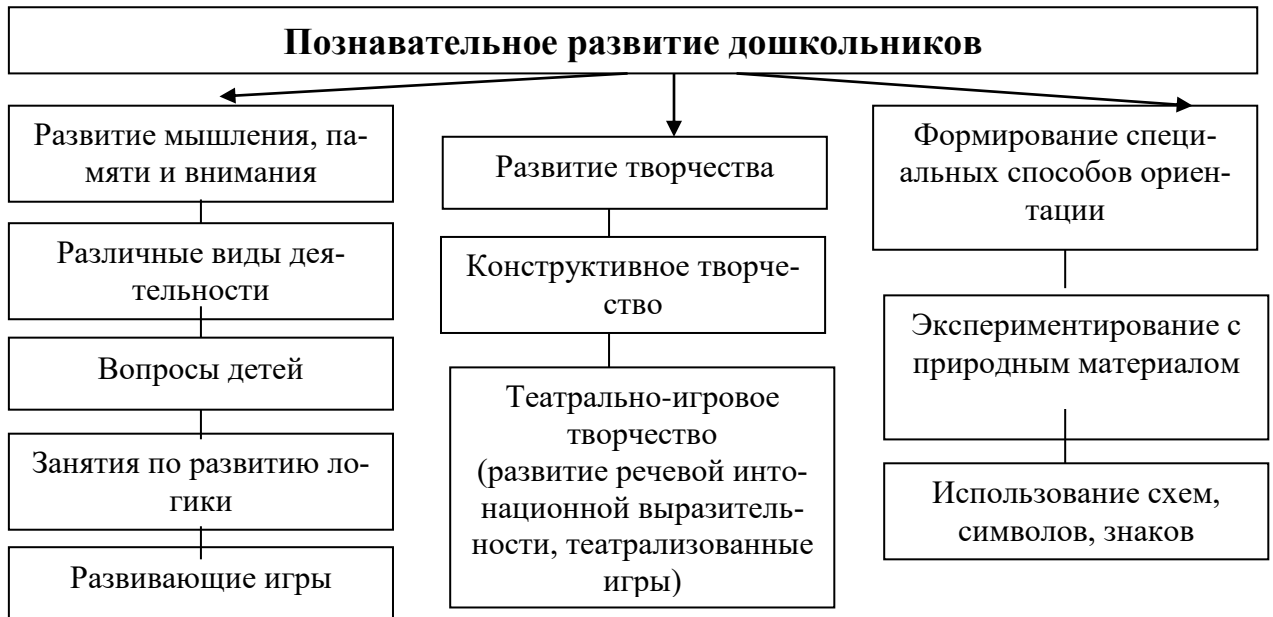 Познавательное развитие дошкольников
Развитие мышления, па-
мяти и внимания
Различные виды дея-
тельности
Вопросы детей
Занятия по развитию ло-
гики
Развивающие игры
Развитие творчества
Конструктивное творче-
ство
Театрально-игровое
творчество
(развитие речевой инто-
национной выразитель-
ности, театрализованные
игры)
Формирование специ-
альных способов ориен-
тации
Экспериментирование с
природным материалом
Использование схем,
символов, знаков